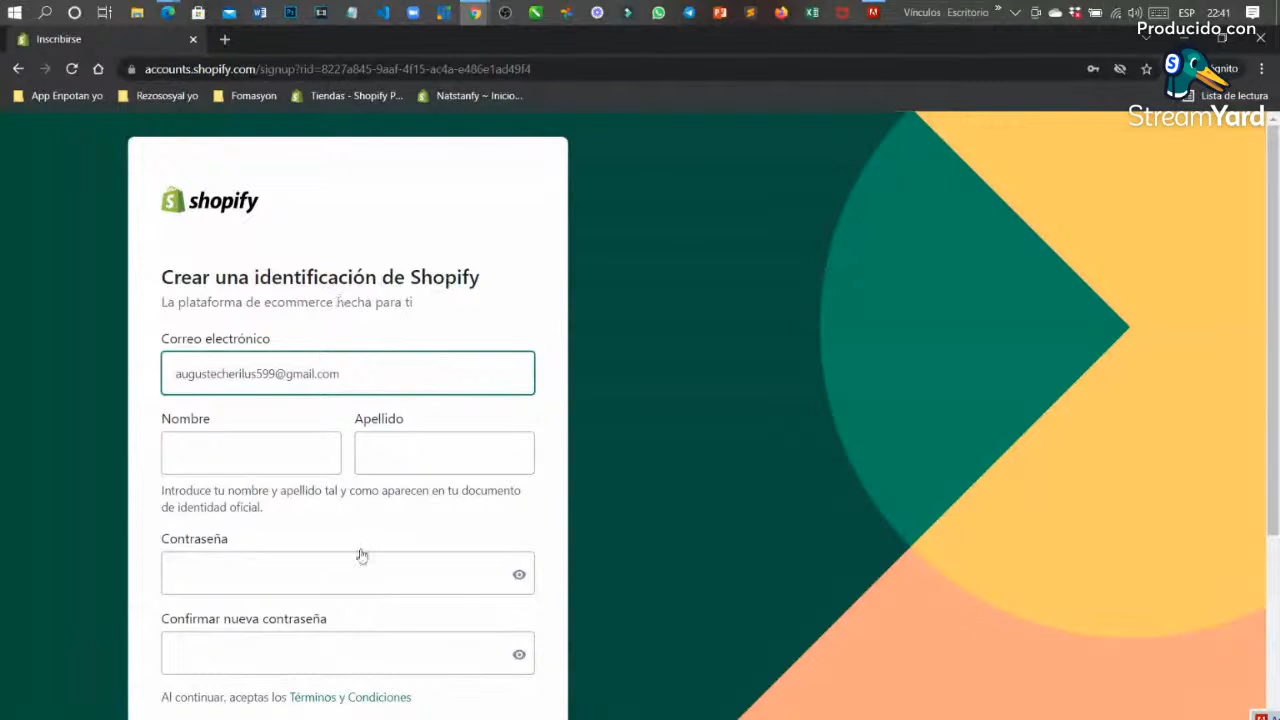 Vínculos Escritorio » ESP 22:41
Producido con
Inscribirse
accounts.shopify.com/signup?rid=8227a845-9aaf-4f15-ac4a-e486e1ad49f4
App Enpotan yo Rezososyal yo Fomasyon Tiendas - Shopify P... Natstartify ~ Inicio... Lista de lectura
StreamYard
shopify
Crear una identificación de Shopify
La plataforma de ecommerce hecha para ti
Correo electrónico
augustecherilus599@gmail.com
Nombre Apellido
Introduce tu nombre y apellido tal y como aparecen en tu documento
de identidad oficial.
Contraseña
Confirmar nueva contraseña
Al continuar, aceptas los Términos y Condiciones